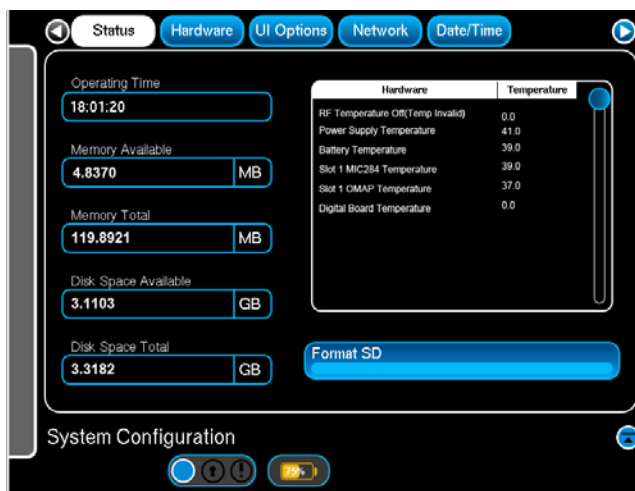 Status Hardware UI Options Network Date/Time
Operating Time
18:01:20
Memory Available
4.8370 MB
Memory Total
119.8921 MB
Disk Space Available
3.1103 GB
Disk Space Total
3.3182 GB
Hardware Temperature
RF Temperature Off(Temp Invalid) 0.0
Power Supply Temperature 41.0
Battery Temperature 39.0
Slot 1 MIC284 Temperature 39.0
Slot 1 OMAP Temperature 37.0
Digital Board Temperature 0.0
Format SD
System Configuration
75%